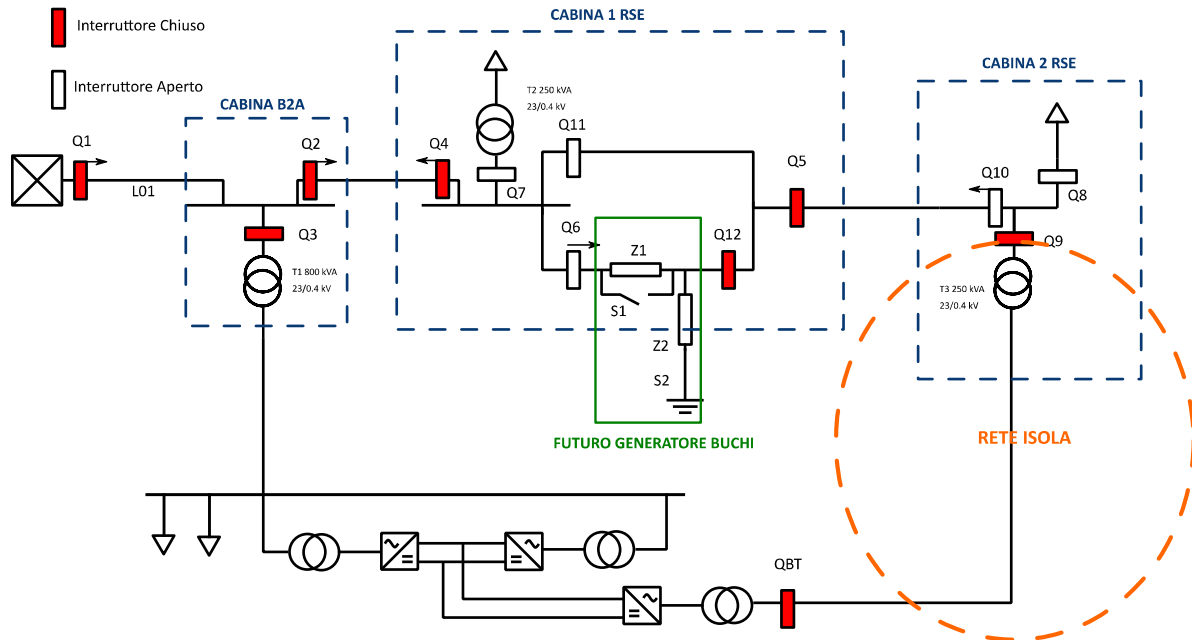 Interruttore Chiuso
Interruttore Aperto
CABINA 1 RSE
CABINA 2 RSE
CABINA B2A
T2 250 kVA
23/0.4 kV
Q1
Q2
Q4
Q11
Q7
Q5
Q10
Q8
L01
Q3
Q6
Z1
Q12
Q9
T1 800 kVA
23/0.4 kV
S1
T3 250 kVA
23/0.4 kV
Z2
S2
FUTURO GENERATORE BUCHI
RETE ISOLA
QBT